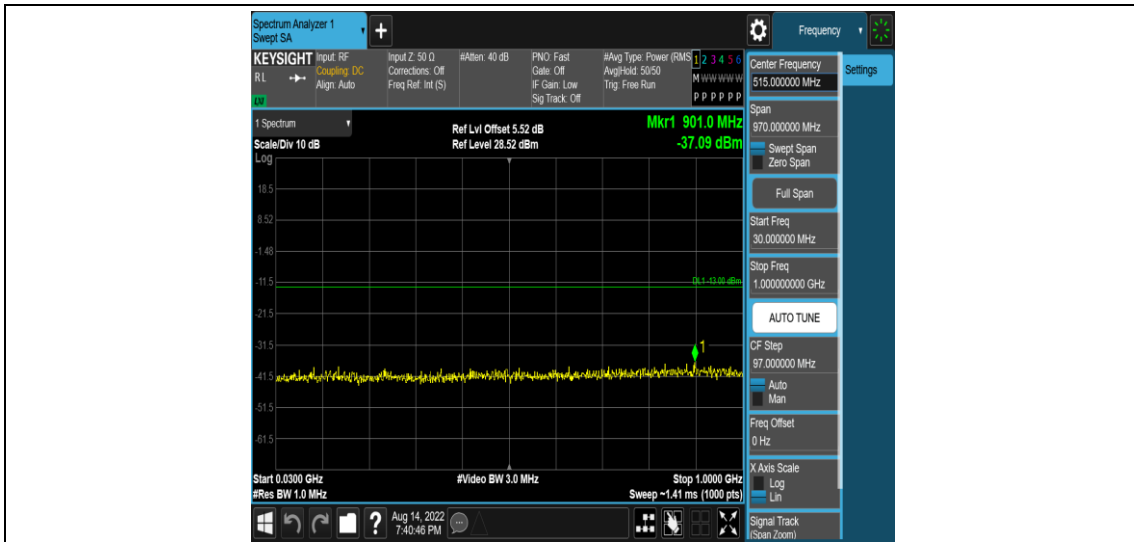 Spectrum Analyzer 1
Swept SA
+
Frequency
KEYSIGHT
RL
LXI
Input: RF
Coupling: DC
Align: Auto
Input Z: 50 Ω
Corrections: Off
Freq Ref: Int (S)
#Atten: 40 dB
PNO: Fast
Gate: Off
IF Gain: Low
Sig Track: Off
#Avg Type: Power (RMS
Avg|Hold: 50/50
Trig: Free Run
1 2 3 4 5 6
M W W W W W
P P P P P P
1 Spectrum
Scale/Div 10 dB
Log
Ref Lvl Offset 5.52 dB
Ref Level 28.52 dBm
Mkr1 901.0 MHz
-37.09 dBm
18.5
8.52
-1.48
-11.5
DL1 -13.00 dBm
-21.5
-31.5
1
-41.5
-51.5
-61.5
Start 0.0300 GHz
#Res BW 1.0 MHz
#Video BW 3.0 MHz
Stop 1.0000 GHz
Sweep ~1.41 ms (1000 pts)
Center Frequency
515.000000 MHz
Settings
Span
970.000000 MHz
Swept Span
Zero Span
Full Span
Start Freq
30.000000 MHz
Stop Freq
1.000000000 GHz
AUTO TUNE
CF Step
97.000000 MHz
Auto
Man
Freq Offset
0 Hz
X Axis Scale
Log
Lin
Signal Track
(Span Zoom)
?
Aug 14, 2022
7:40:46 PM